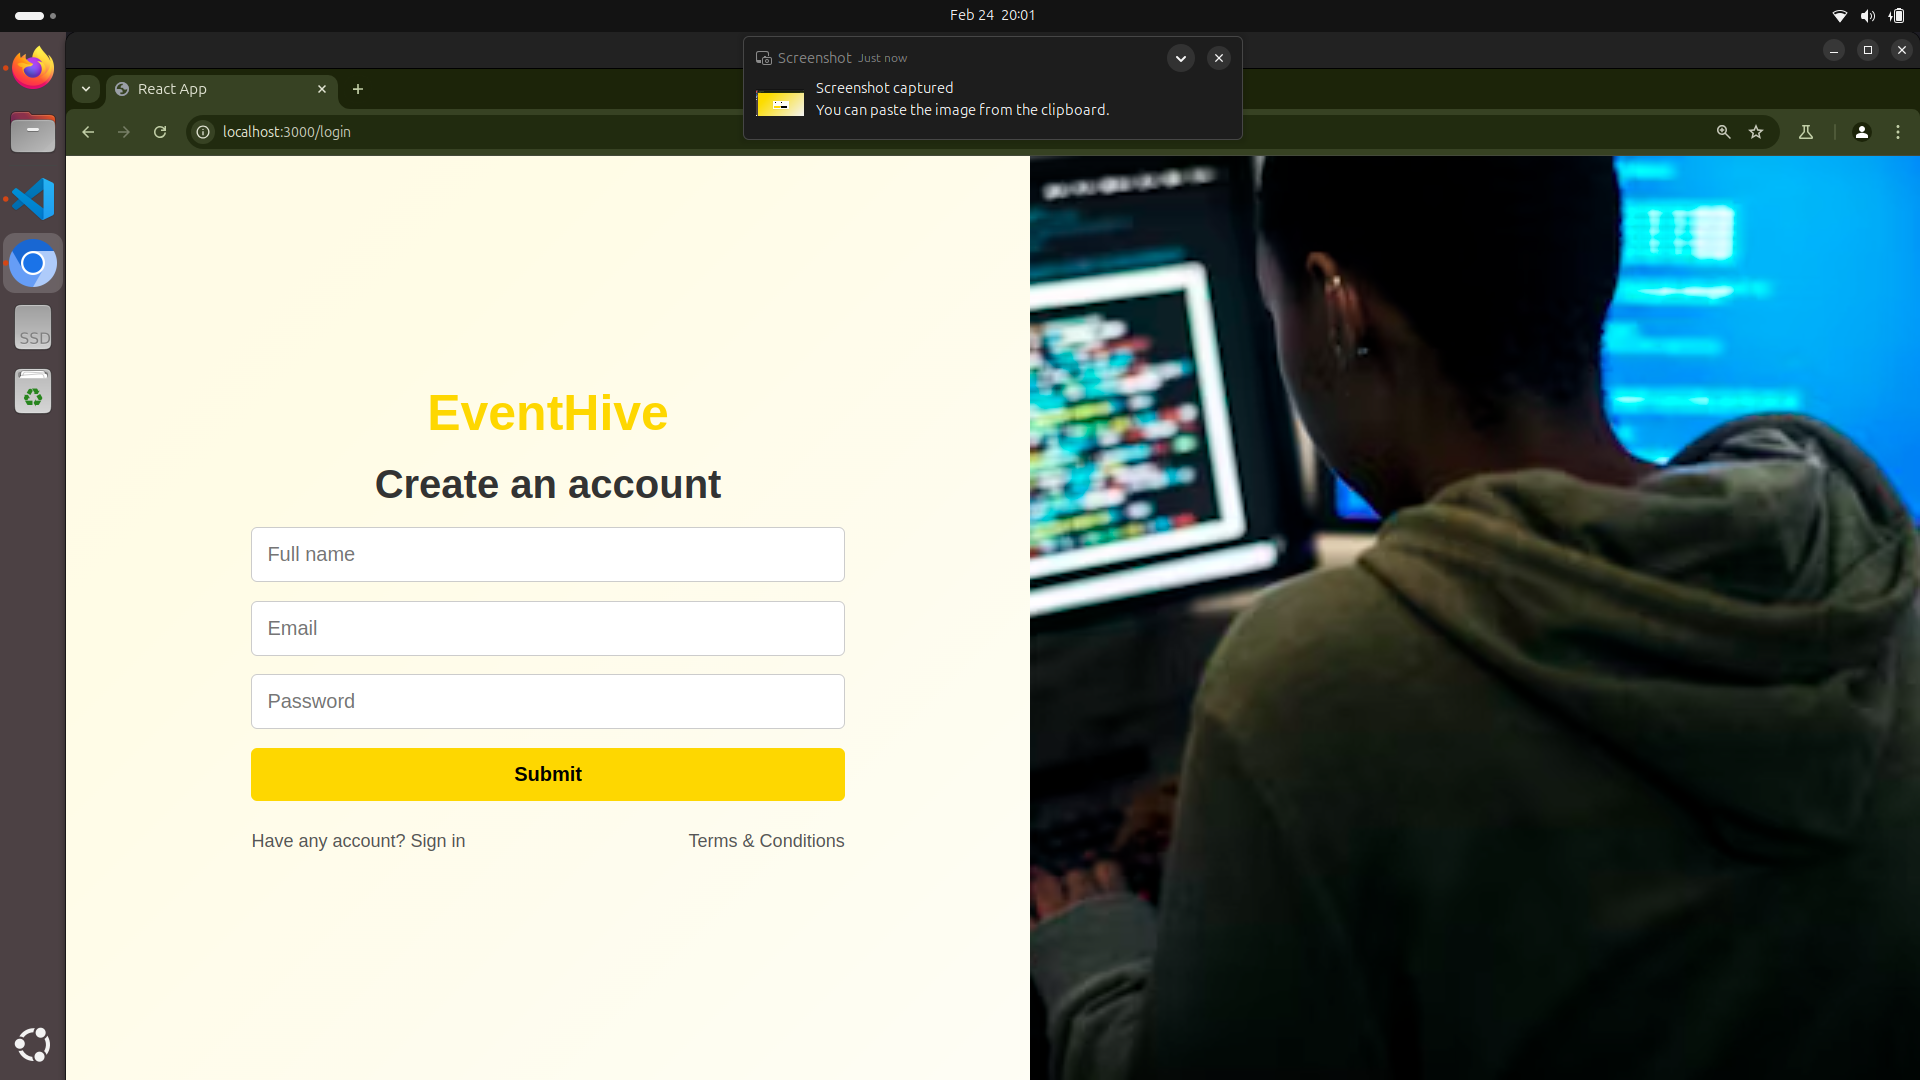 Feb 24 20:01
Screenshot Just now
Screenshot captured
You can paste the image from the clipboard.
React App
localhost:3000/login
SSD
EventHive
Create an account
Full name
Email
Password
Submit
Have any account? Sign in
Terms & Conditions